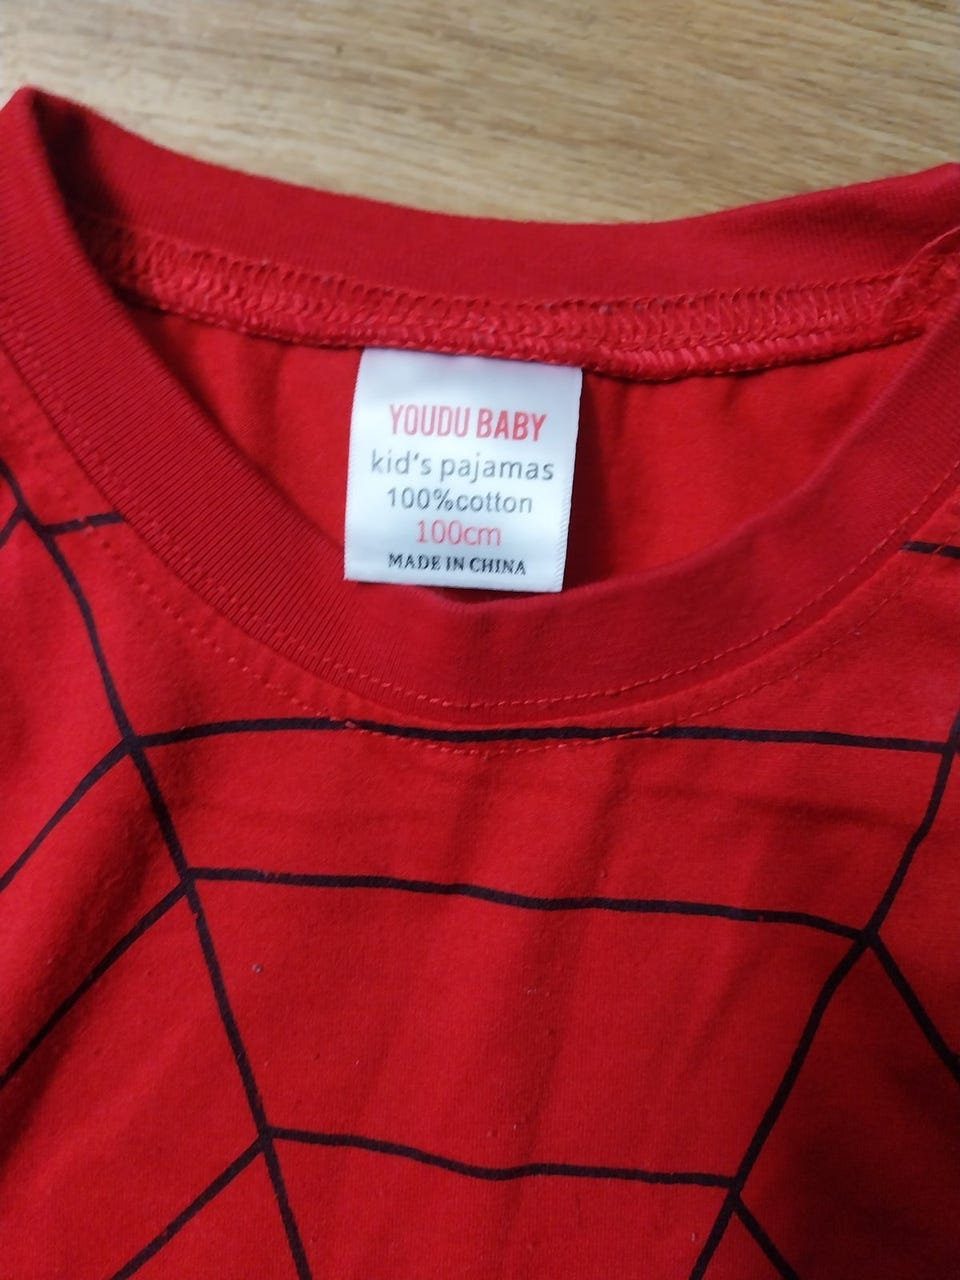 YOUDU BABY
kid's pajamas
100%cotton
100cm
MADE IN CHINA